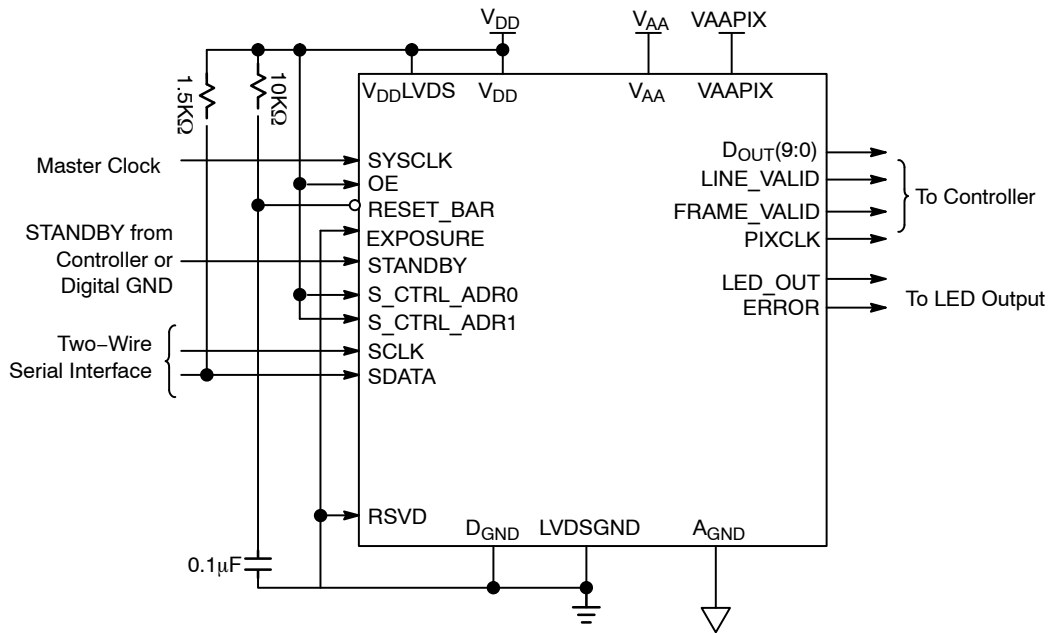 VDD
VAA
VAAPIX
1.5KΩ
10KΩ
VDDLVDS
VDD
VAA
VAAPIX
Master Clock
STANDBY from
Controller or
Digital GND
Two−Wire
Serial Interface
SYSCLK
OE
RESET_BAR
EXPOSURE
STANDBY
S_CTRL_ADR0
S_CTRL_ADR1
SCLK
SDATA
RSVD
DOUT(9:0)
LINE_VALID
FRAME_VALID
PIXCLK
LED_OUT
ERROR
To Controller
To LED Output
DGND
LVDSGND
AGND
0.1μF